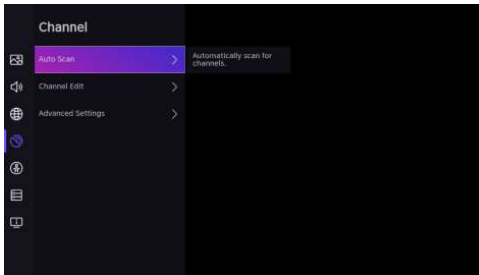 Channel
Auto Scan
Automatically scan for
channels.
Channel Edit
Advanced Settings